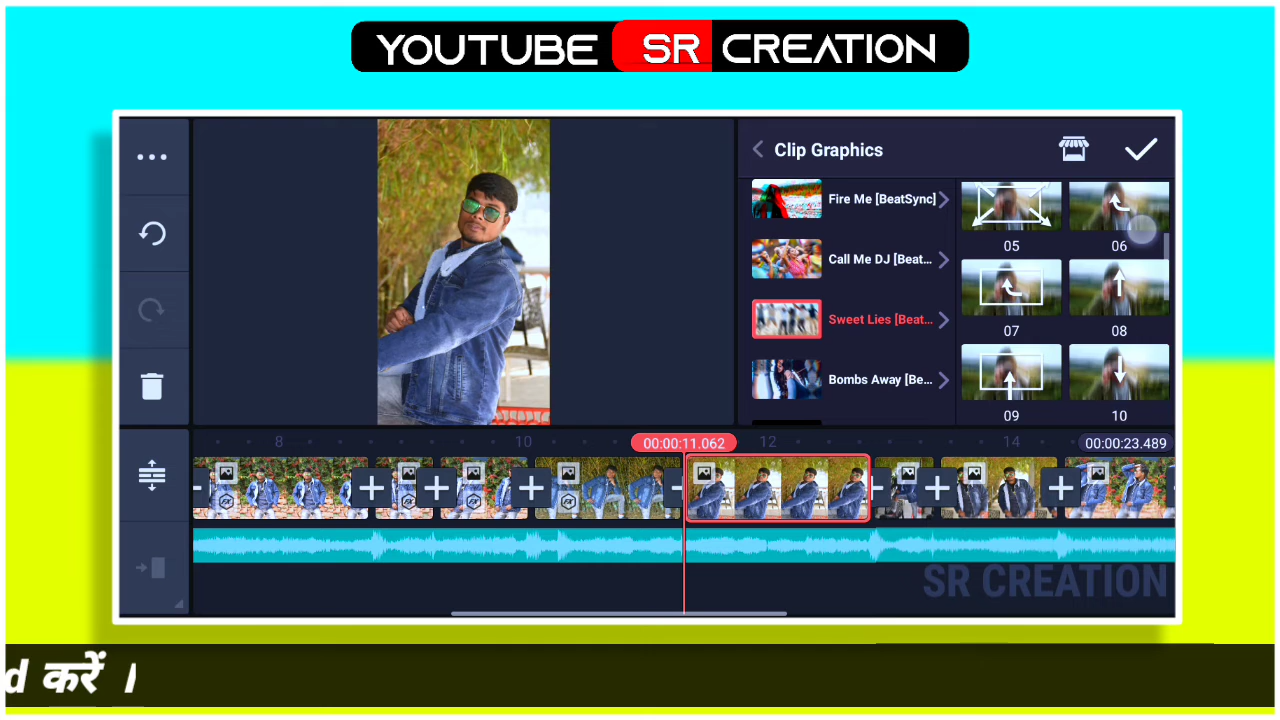 YOUTUBE SR CREATION
Clip Graphics
Fire Me [BeatSync]
05
06
Call Me DJ [Beat...
07
08
Sweet Lies [Beat...
Bombs Away [Be...
09
10
8
10
00:00:11.062
12
14
00:00:23.489
SR CREATION
d करें ।